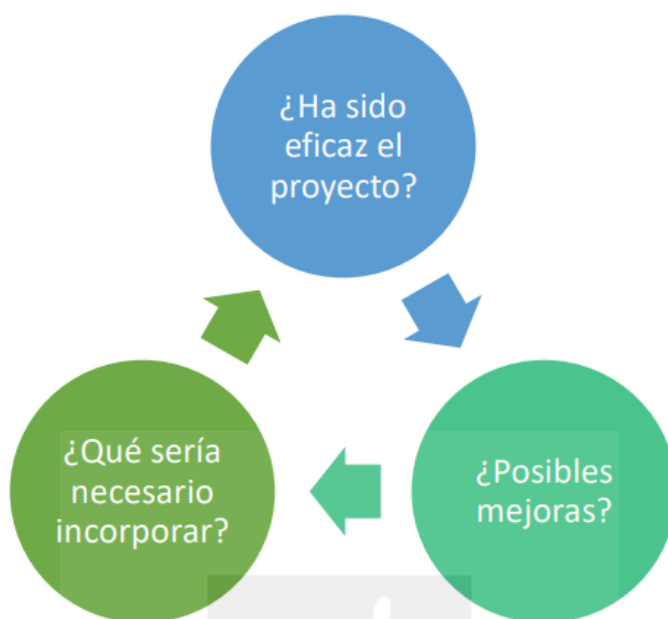 ¿Ha sido
eficaz el
proyecto?
¿Posibles
mejoras?
¿Qué sería
necesario
incorporar?